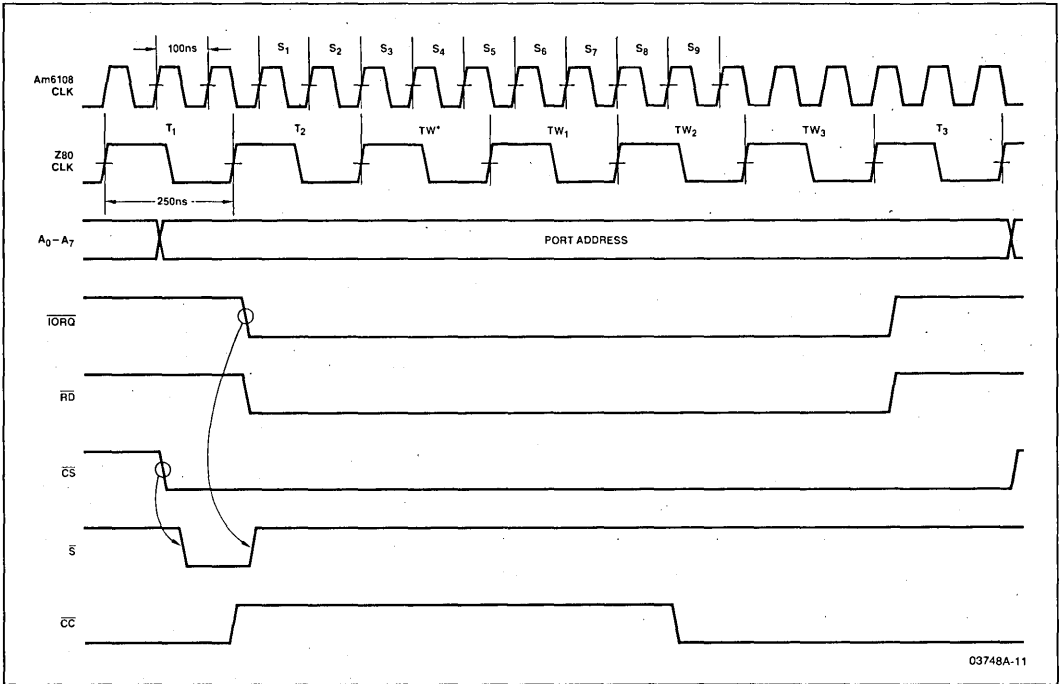 100ns S1 S2 S3 S4 S5 S6 S7 S8 S9
Am6108
CLK
T1 T2 TW* TW1 TW2 TW3 T3
Z80
CLK
250ns
A0–A7 PORT ADDRESS
IORQ
RD
CS
S
CC
03748A-11